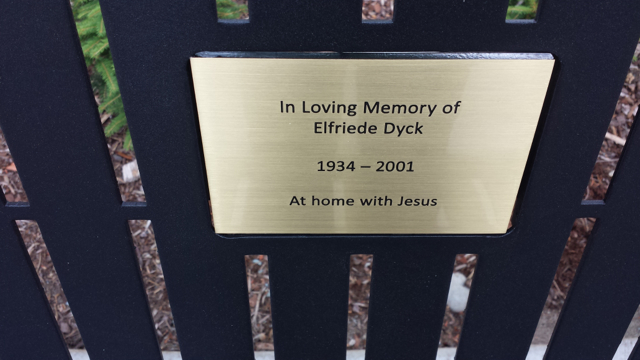 In Loving Memory of
Elfriede Dyck
1934 – 2001
At home with Jesus